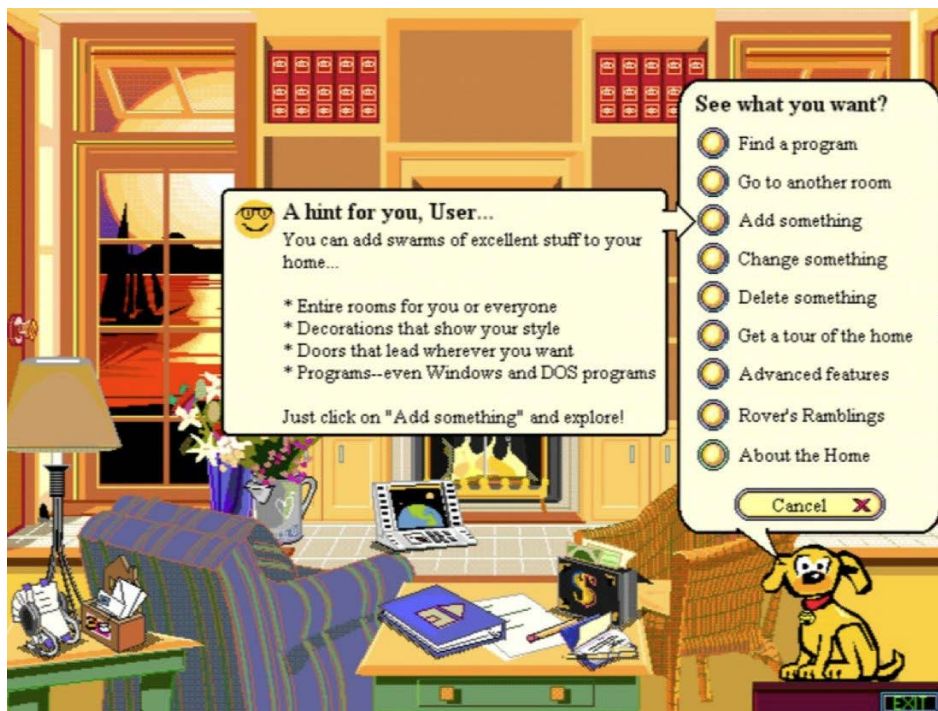 See what you want?
Find a program
Go to another room
Add something
Change something
Delete something
Get a tour of the home
Advanced features
Rover's Ramblings
About the Home
Cancel
A hint for you, User...
You can add swarms of excellent stuff to your
home...
* Entire rooms for you or everyone
* Decorations that show your style
* Doors that lead wherever you want
* Programs--even Windows and DOS programs
Just click on "Add something" and explore!
$
EXIT